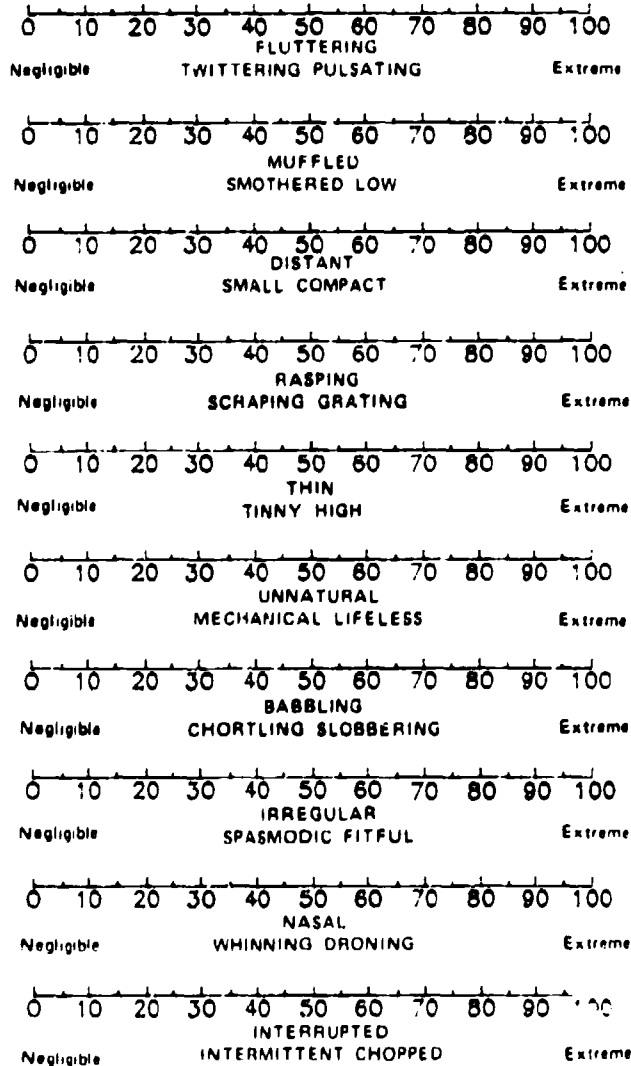 0 10 20 30 40 50 60 70 80 90 100
FLUTTERING
Negligible TWITTERING PULSATING Extreme
0 10 20 30 40 50 60 70 80 90 100
MUFFLED
Negligible SMOTHERED LOW Extreme
0 10 20 30 40 50 60 70 80 90 100
DISTANT
Negligible SMALL COMPACT Extreme
0 10 20 30 40 50 60 70 80 90 100
RASPING
Negligible SCRAPING GRATING Extreme
0 10 20 30 40 50 60 70 80 90 100
THIN
Negligible TINNY HIGH Extreme
0 10 20 30 40 50 60 70 80 90 100
UNNATURAL
Negligible MECHANICAL LIFELESS Extreme
0 10 20 30 40 50 60 70 80 90 100
BABBLING
Negligible CHORTLING SLOBBERING Extreme
0 10 20 30 40 50 60 70 80 90 100
IRREGULAR
Negligible SPASMODIC FITFUL Extreme
0 10 20 30 40 50 60 70 80 90 100
NASAL
Negligible WHINNING DRONING Extreme
0 10 20 30 40 50 60 70 80 90 100
INTERRUPTED
Negligible INTERMITTENT CHOPPED Extreme